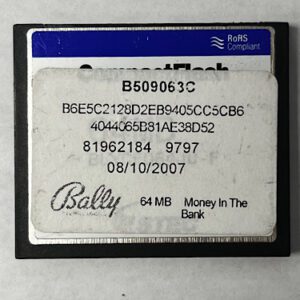 RoHS
Compliant
CompactFlash
B509063C
B6E5C2128D2EB9405CC5CB6
4044065B81AE38D52
81962184 9797
08/10/2007
Bally 64 MB Money In The
Bank